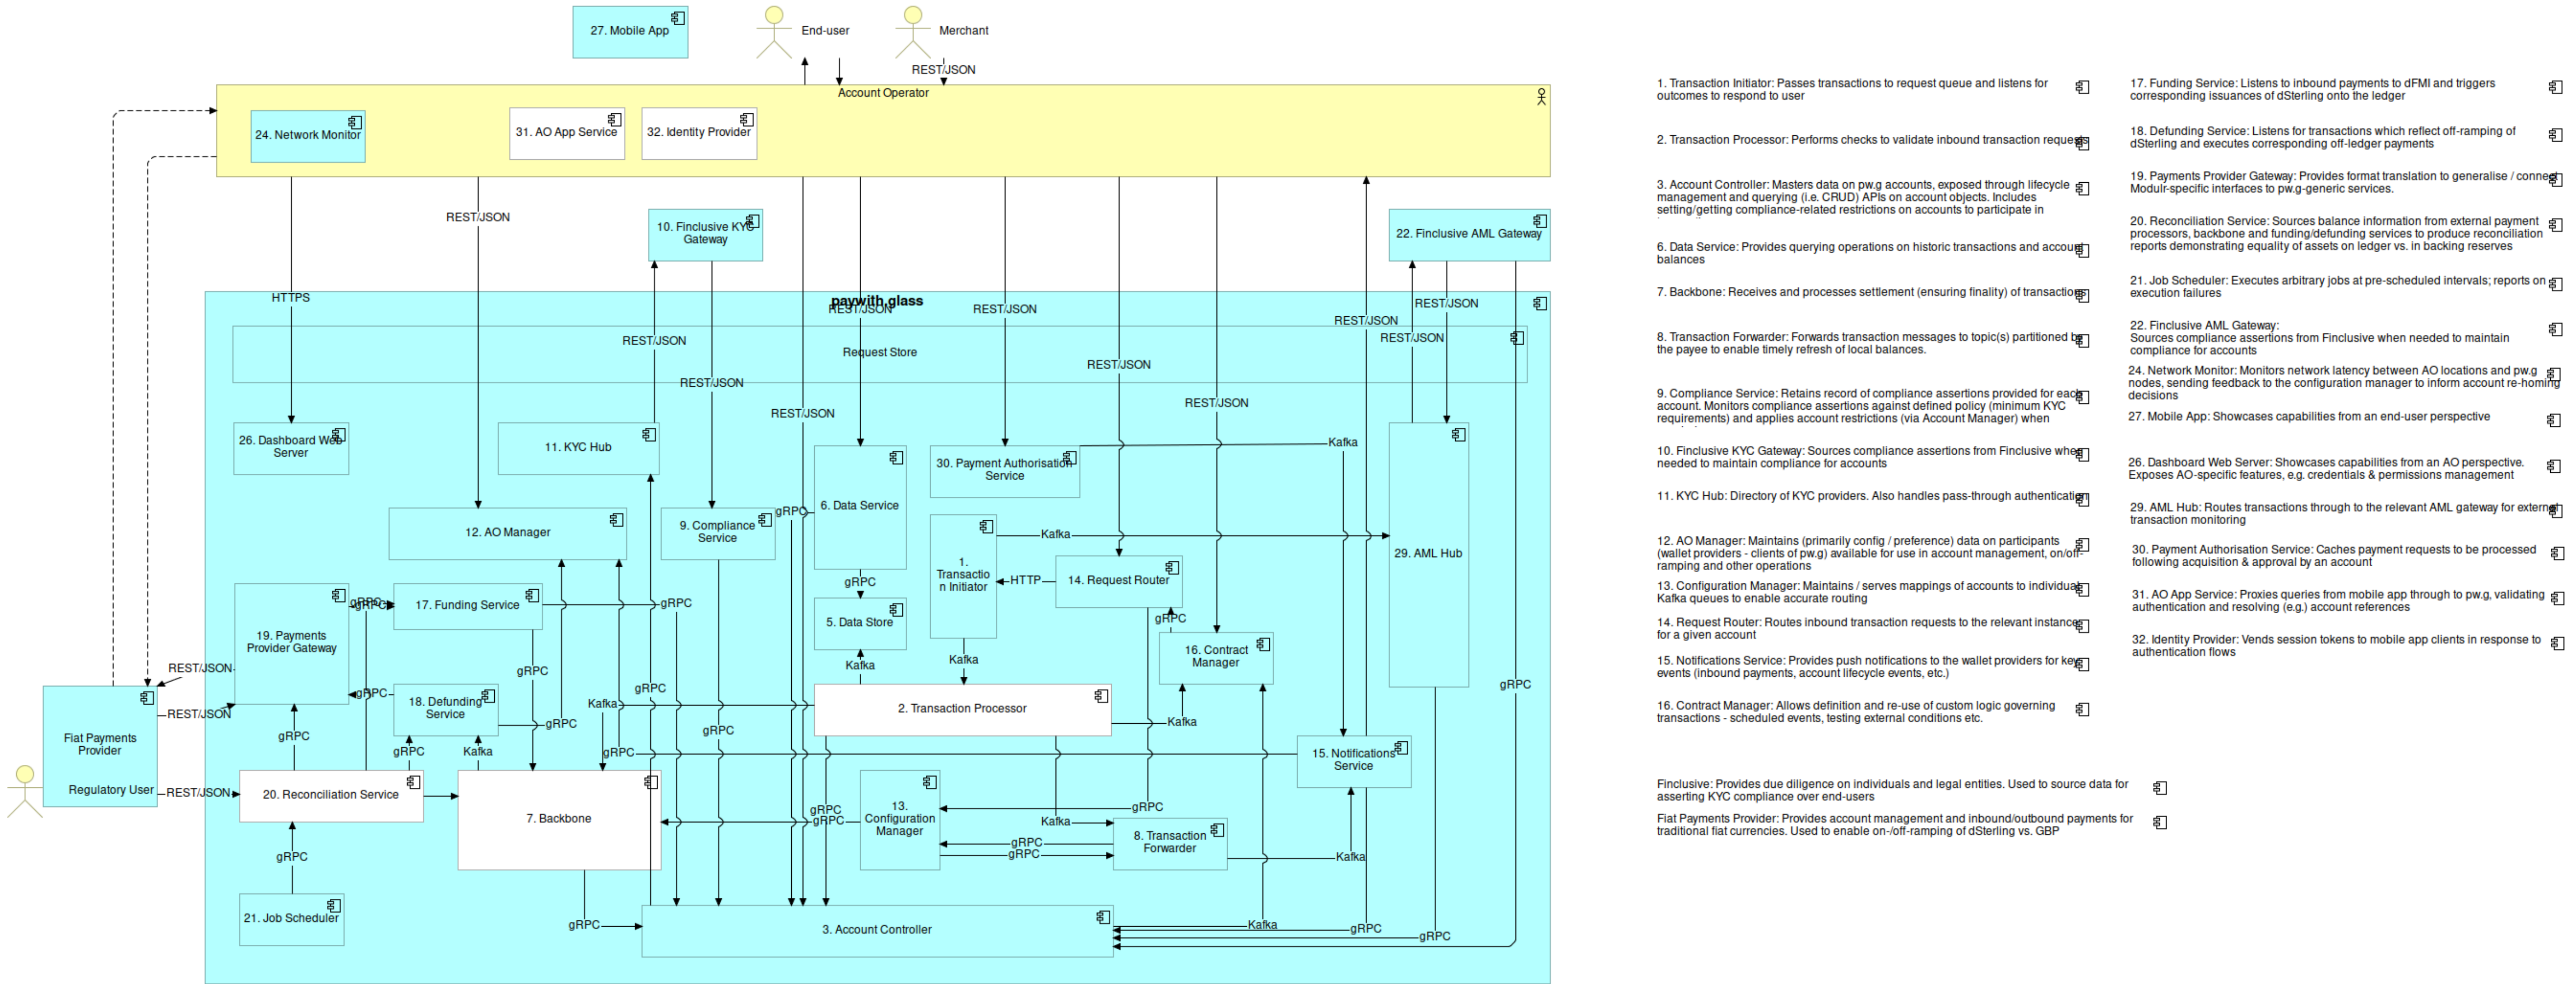 27. Mobile App
End-user
Merchant
REST/JSON
Account Operator
24. Network Monitor
31. AO App Service
32. Identity Provider
REST/JSON
10. Finclusive KYC
Gateway
22. Finclusive AML Gateway
HTTPS
paywith.glass
REST/JSON
REST/JSON
REST/JSON
REST/JSON
REST/JSON
REST/JSON
Request Store
REST/JSON
REST/JSON
REST/JSON
REST/JSON
REST/JSON
26. Dashboard Web
Server
11. KYC Hub
Kafka
30. Payment Authorisation
Service
6. Data Service
gRPC
12. AO Manager
9. Compliance
Service
Kafka
29. AML Hub
1.
Transactio
n Initiator
HTTP
14. Request Router
gRPC
gRPC
gRPC
17. Funding Service
gRPC
5. Data Store
gRPC
19. Payments
Provider Gateway
16. Contract
Manager
Kafka
Kafka
REST/JSON
gRPC
gRPC
gRPC
gRPC
18. Defunding
Service
Kafka
2. Transaction Processor
REST/JSON
gRPC
Kafka
gRPC
gRPC
Fiat Payments
Provider
gRPC
Kafka
gRPC
15. Notifications
Service
Regulatory User
REST/JSON
20. Reconciliation Service
7. Backbone
gRPC
gRPC
13.
Configuration
Manager
gRPC
Kafka
8. Transaction
Forwarder
gRPC
gRPC
Kafka
gRPC
21. Job Scheduler
gRPC
3. Account Controller
Kafka
gRPC
gRPC
1. Transaction Initiator: Passes transactions to request queue and listens for
outcomes to respond to user
2. Transaction Processor: Performs checks to validate inbound transaction requests
3. Account Controller: Masters data on pw.g accounts, exposed through lifecycle
management and querying (i.e. CRUD) APIs on account objects. Includes
setting/getting compliance-related restrictions on accounts to participate in
6. Data Service: Provides querying operations on historic transactions and account
balances
7. Backbone: Receives and processes settlement (ensuring finality) of transactions
8. Transaction Forwarder: Forwards transaction messages to topic(s) partitioned by
the payee to enable timely refresh of local balances.
9. Compliance Service: Retains record of compliance assertions provided for each
account. Monitors compliance assertions against defined policy (minimum KYC
requirements) and applies account restrictions (via Account Manager) when
10. Finclusive KYC Gateway: Sources compliance assertions from Finclusive when
needed to maintain compliance for accounts
11. KYC Hub: Directory of KYC providers. Also handles pass-through authentication
12. AO Manager: Maintains (primarily config / preference) data on participants
(wallet providers - clients of pw.g) available for use in account management, on/off-
ramping and other operations
13. Configuration Manager: Maintains / serves mappings of accounts to individual
Kafka queues to enable accurate routing
14. Request Router: Routes inbound transaction requests to the relevant instance
for a given account
15. Notifications Service: Provides push notifications to the wallet providers for key
events (inbound payments, account lifecycle events, etc.)
16. Contract Manager: Allows definition and re-use of custom logic governing
transactions - scheduled events, testing external conditions etc.
Finclusive: Provides due diligence on individuals and legal entities. Used to source data for
asserting KYC compliance over end-users
Fiat Payments Provider: Provides account management and inbound/outbound payments for
traditional fiat currencies. Used to enable on-/off-ramping of dSterling vs. GBP
17. Funding Service: Listens to inbound payments to dFMI and triggers
corresponding issuances of dSterling onto the ledger
18. Defunding Service: Listens for transactions which reflect off-ramping of
dSterling and executes corresponding off-ledger payments
19. Payments Provider Gateway: Provides format translation to generalise / connect
Modulr-specific interfaces to pw.g-generic services.
20. Reconciliation Service: Sources balance information from external payment
processors, backbone and funding/defunding services to produce reconciliation
reports demonstrating equality of assets on ledger vs. in backing reserves
21. Job Scheduler: Executes arbitrary jobs at pre-scheduled intervals; reports on
execution failures
22. Finclusive AML Gateway:
Sources compliance assertions from Finclusive when needed to maintain
compliance for accounts
24. Network Monitor: Monitors network latency between AO locations and pw.g
nodes, sending feedback to the configuration manager to inform account re-homing
decisions
27. Mobile App: Showcases capabilities from an end-user perspective
26. Dashboard Web Server: Showcases capabilities from an AO perspective.
Exposes AO-specific features, e.g. credentials & permissions management
29. AML Hub: Routes transactions through to the relevant AML gateway for external
transaction monitoring
30. Payment Authorisation Service: Caches payment requests to be processed
following acquisition & approval by an account
31. AO App Service: Proxies queries from mobile app through to pw.g, validating
authentication and resolving (e.g.) account references
32. Identity Provider: Vends session tokens to mobile app clients in response to
authentication flows